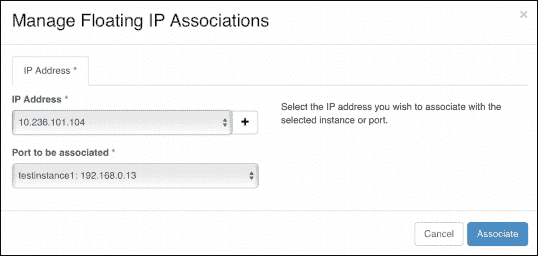 Manage Floating IP Associations
×
IP Address *
IP Address *
10.236.101.104
+
Select the IP address you wish to associate with the
selected instance or port.
Port to be associated *
testinstance1: 192.168.0.13
Cancel
Associate